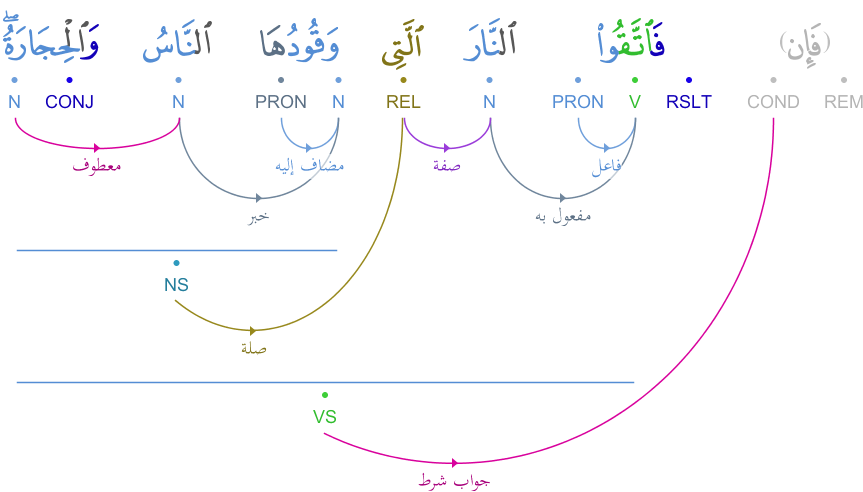 (فَإِن) فَٱتَّقُوا۟ ٱلنَّارَ ٱلَّتِى وَقُودُهَا ٱلنَّاسُ وَٱلْحِجَارَةُ ۖ
REM COND RSLT V PRON N REL N PRON N CONJ N
فاعل صفة مضاف إليه معطوف
مفعول به خبر
NS
صلة
VS
جواب شرط